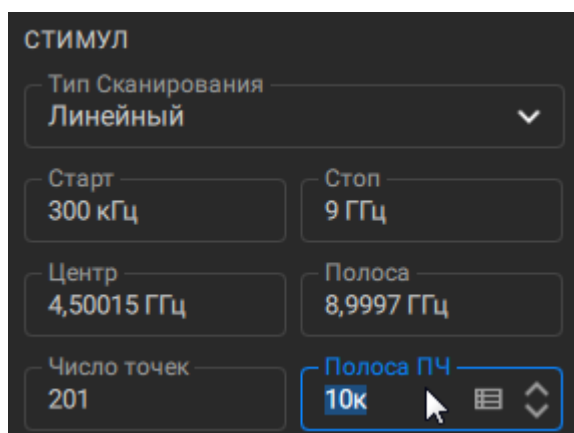 СТИМУЛ
Тип Сканирования
Линейный
Старт
300 кГц
Стоп
9 ГГц
Центр
4,50015 ГГц
Полоса
8,9997 ГГц
Число точек
201
Полоса ПЧ
10к